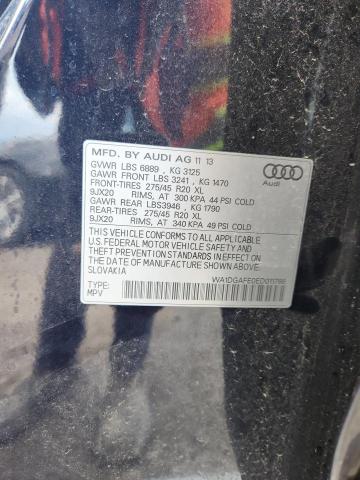 MFD. BY AUDI AG 11 13
GVWR LBS 6889 , KG 3125
GAWR FRONT LBS 3241 , KG 1470
FRONT-TIRES 275/45 R20 XL
9JX20 RIMS, AT 300 KPA 44 PSI COLD
GAWR REAR LBS3946 , KG 1790
REAR-TIRES 275/45 R20 XL
9JX20 RIMS, AT 340 KPA 49 PSI COLD
Audi
THIS VEHICLE CONFORMS TO ALL APPLICABLE
U.S. FEDERAL MOTOR VEHICLE SAFETY AND
THEFT PREVENTION STANDARDS IN EFFECT ON THE
DATE OF MANUFACTURE SHOWN ABOVE.
SLOVAKIA
TYPE:
MPV